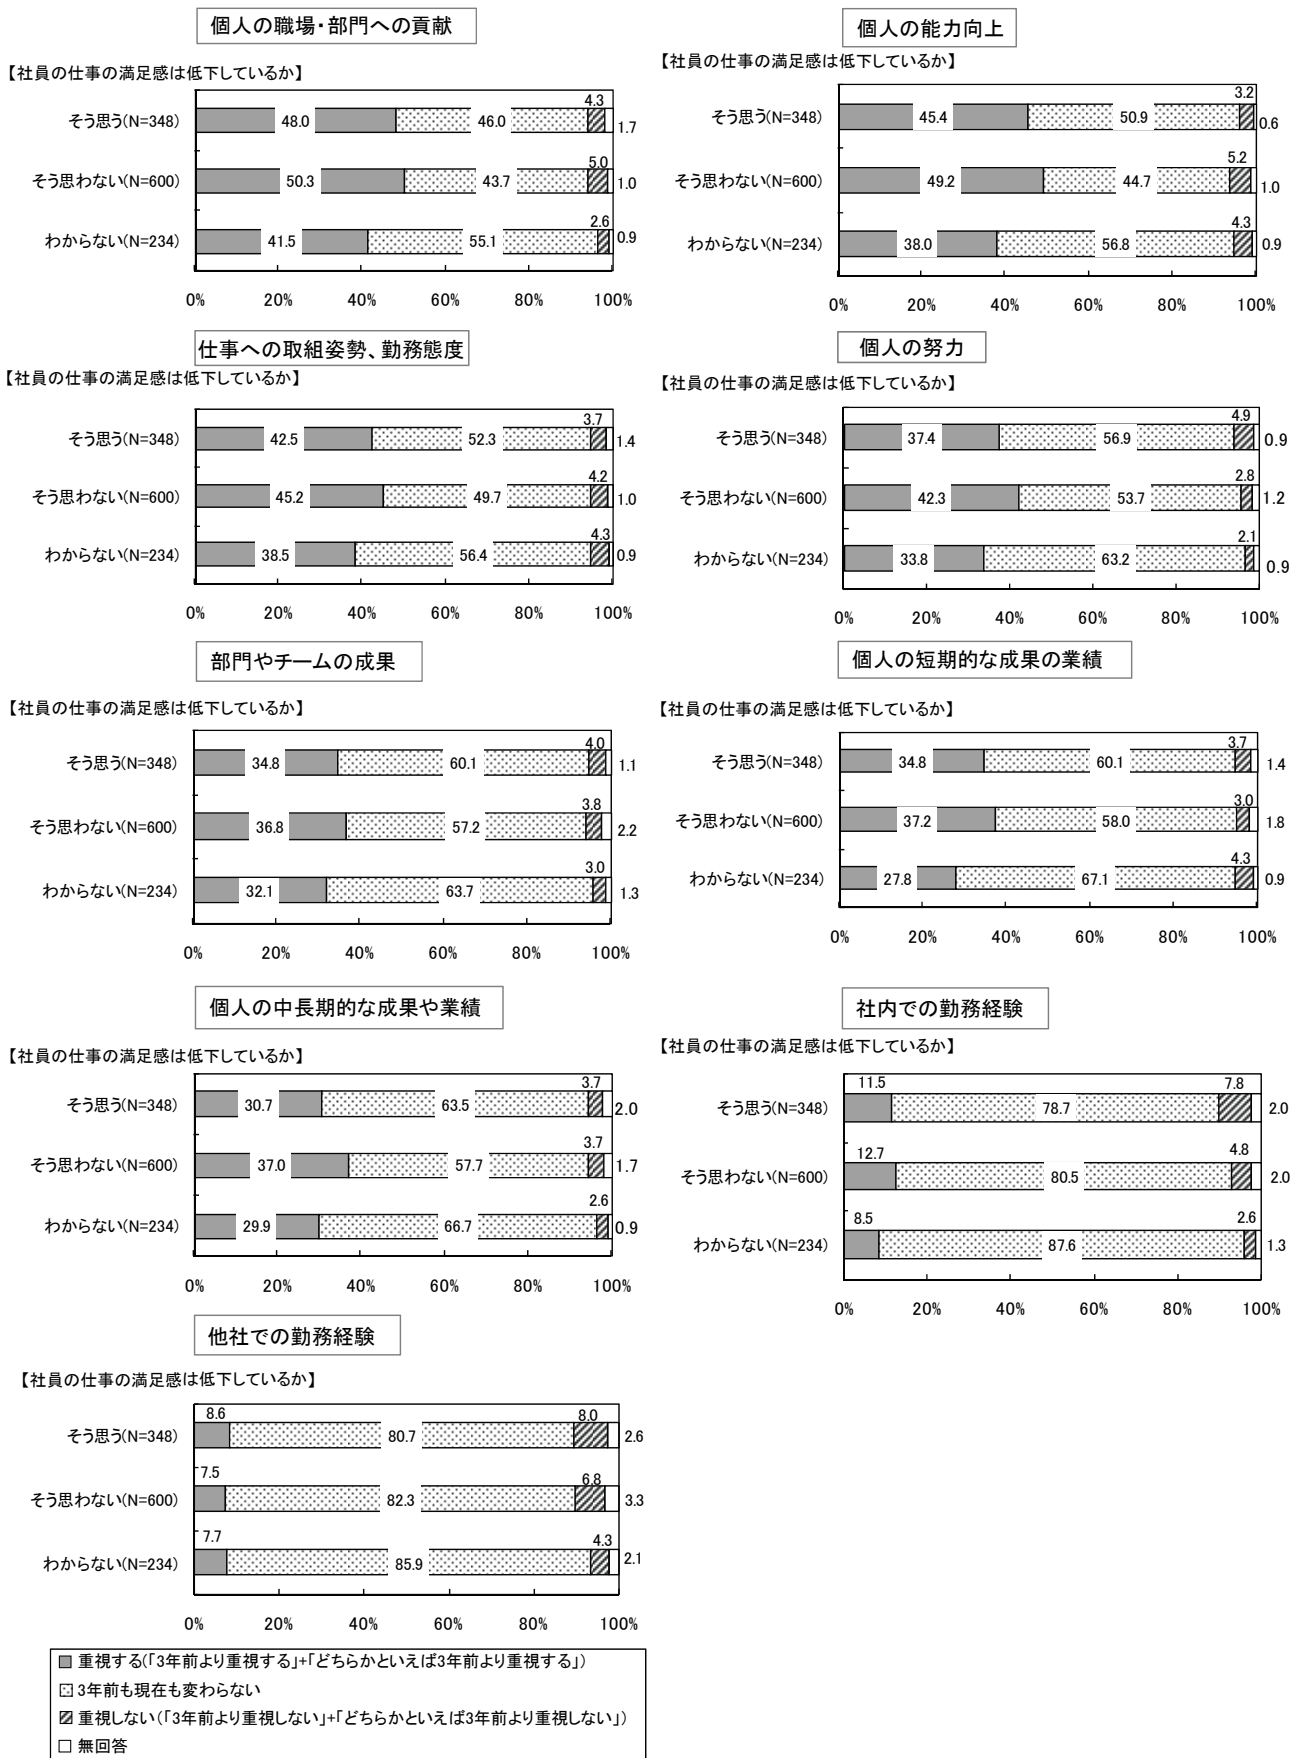 個人の職場・部門への貢献
【社員の仕事の満足感は低下しているか】
そう思う(N=348) 48.0 46.0 4.3 1.7
そう思わない(N=600) 50.3 43.7 5.0 1.0
わからない(N=234) 41.5 55.1 2.6 0.9
0% 20% 40% 60% 80% 100%
個人の能力向上
【社員の仕事の満足感は低下しているか】
そう思う(N=348) 45.4 50.9 3.2 0.6
そう思わない(N=600) 49.2 44.7 5.2 1.0
わからない(N=234) 38.0 56.8 4.3 0.9
0% 20% 40% 60% 80% 100%
仕事への取組姿勢、勤務態度
【社員の仕事の満足感は低下しているか】
そう思う(N=348) 42.5 52.3 3.7 1.4
そう思わない(N=600) 45.2 49.7 4.2 1.0
わからない(N=234) 38.5 56.4 4.3 0.9
0% 20% 40% 60% 80% 100%
個人の努力
【社員の仕事の満足感は低下しているか】
そう思う(N=348) 37.4 56.9 4.9 0.9
そう思わない(N=600) 42.3 53.7 2.8 1.2
わからない(N=234) 33.8 63.2 2.1 0.9
0% 20% 40% 60% 80% 100%
部門やチームの成果
【社員の仕事の満足感は低下しているか】
そう思う(N=348) 34.8 60.1 4.0 1.1
そう思わない(N=600) 36.8 57.2 3.8 2.2
わからない(N=234) 32.1 63.7 3.0 1.3
0% 20% 40% 60% 80% 100%
個人の短期的な成果の業績
【社員の仕事の満足感は低下しているか】
そう思う(N=348) 34.8 60.1 3.7 1.4
そう思わない(N=600) 37.2 58.0 3.0 1.8
わからない(N=234) 27.8 67.1 4.3 0.9
0% 20% 40% 60% 80% 100%
個人の中長期的な成果や業績
【社員の仕事の満足感は低下しているか】
そう思う(N=348) 30.7 63.5 3.7 2.0
そう思わない(N=600) 37.0 57.7 3.7 1.7
わからない(N=234) 29.9 66.7 2.6 0.9
0% 20% 40% 60% 80% 100%
社内での勤務経験
【社員の仕事の満足感は低下しているか】
そう思う(N=348) 11.5 78.7 7.8 2.0
そう思わない(N=600) 12.7 80.5 4.8 2.0
わからない(N=234) 8.5 87.6 2.6 1.3
0% 20% 40% 60% 80% 100%
他社での勤務経験
【社員の仕事の満足感は低下しているか】
そう思う(N=348) 8.6 80.7 8.0 2.6
そう思わない(N=600) 7.5 82.3 6.8 3.3
わからない(N=234) 7.7 85.9 4.3 2.1
0% 20% 40% 60% 80% 100%
重視する(「3年前より重視する」+「どちらかといえば3年前より重視する」)
3年前も現在も変わらない
重視しない(「3年前より重視しない」+「どちらかといえば3年前より重視しない」)
無回答